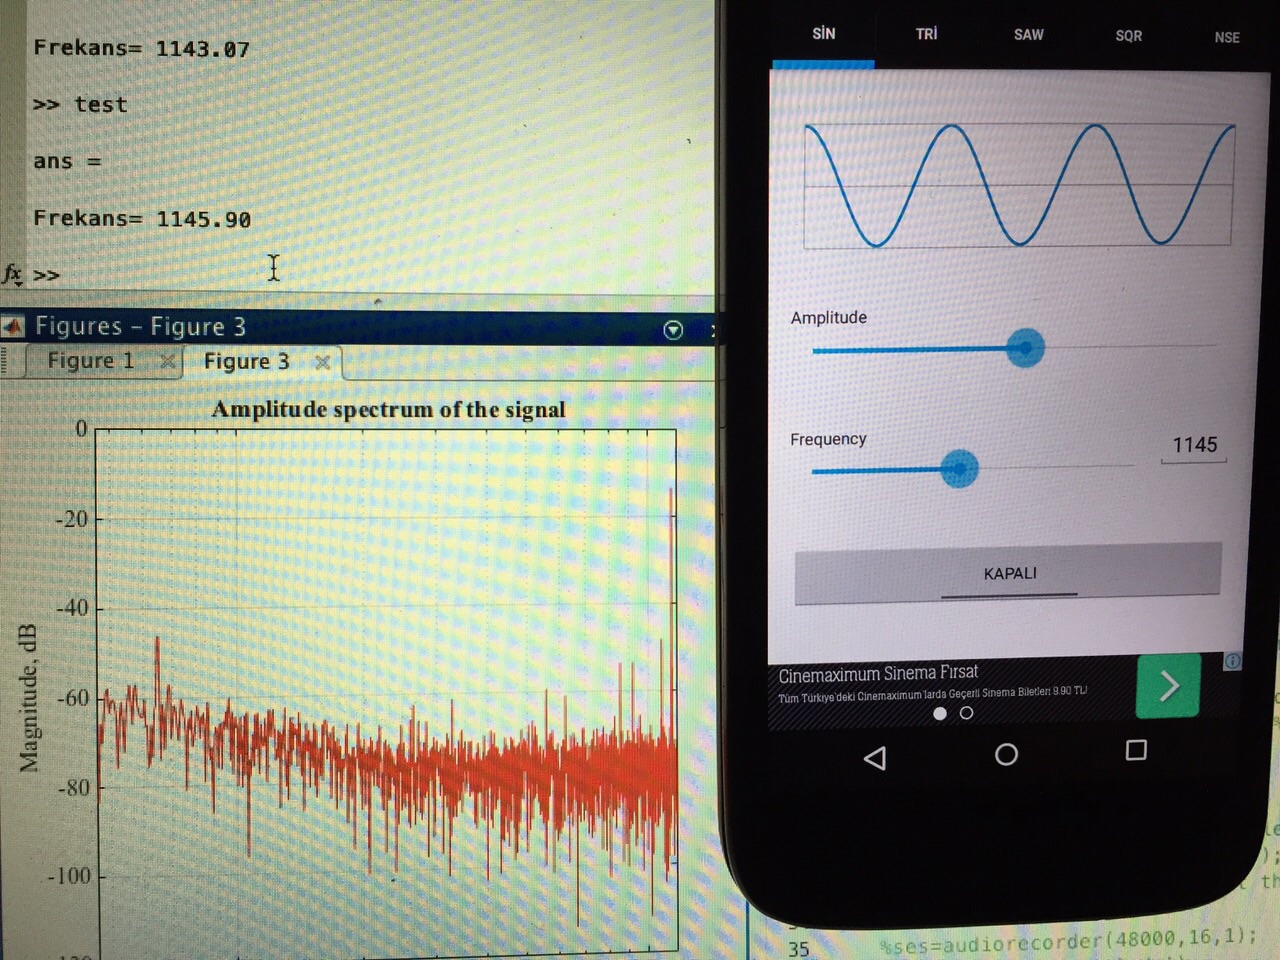 Frekans= 1143.07
>> test
ans =
Frekans= 1145.90
fx >>
Figures - Figure 3
Figure 1
Figure 3
Amplitude spectrum of the signal
0
-20
-40
-60
-80
-100
Magnitude, dB
SİN TRİ SAW SQR NSE
Amplitude
Frequency
1145
KAPALI
Cinemaximum Sinema Fırsat
Tüm Türkiye'deki Cinemaximum'larda Geçerli Sinema Biletleri 9.90 TL!
);
35 %ses=audiorecorder(48000,16,1);